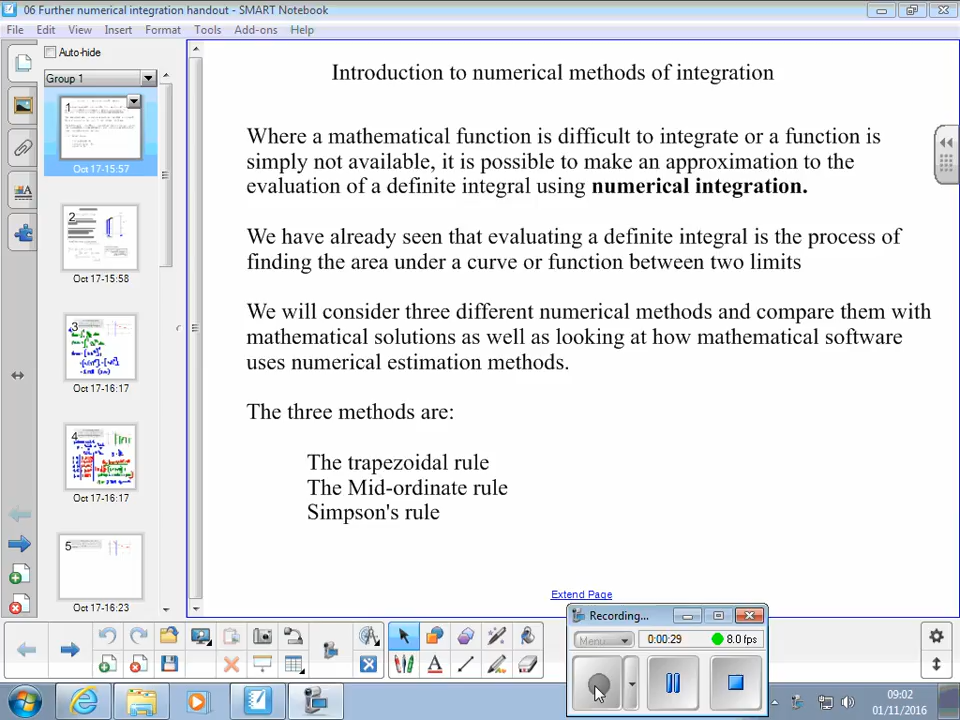 06 Further numerical integration handout - SMART Notebook
File Edit View Insert Format Tools Add-ons Help
Auto-hide
Group 1
1
Oct 17-15:57
2
Oct 17-15:58
3
Oct 17-16:17
4
Oct 17-16:17
5
Oct 17-16:23
Introduction to numerical methods of integration
Where a mathematical function is difficult to integrate or a function is
simply not available, it is possible to make an approximation to the
evaluation of a definite integral using numerical integration.
We have already seen that evaluating a definite integral is the process of
finding the area under a curve or function between two limits
We will consider three different numerical methods and compare them with
mathematical solutions as well as looking at how mathematical software
uses numerical estimation methods.
The three methods are:
The trapezoidal rule
The Mid-ordinate rule
Simpson's rule
Extend Page
Recording...
Menu
0:00:29
8.0 fps
09:02
01/11/2016